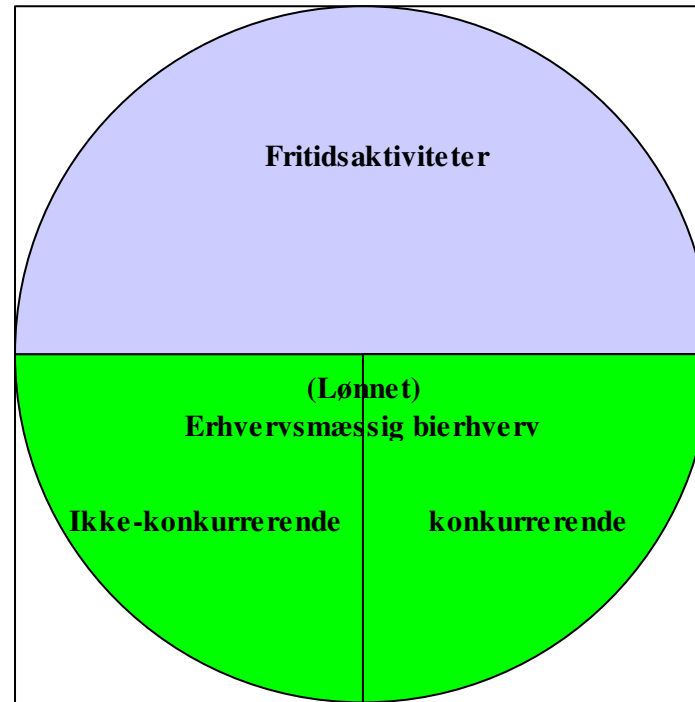 Fritidsaktiviteter
(Lønnet)
Erhvervsmæssig bierhverv
Ikke-konkurrerende
konkurrerende